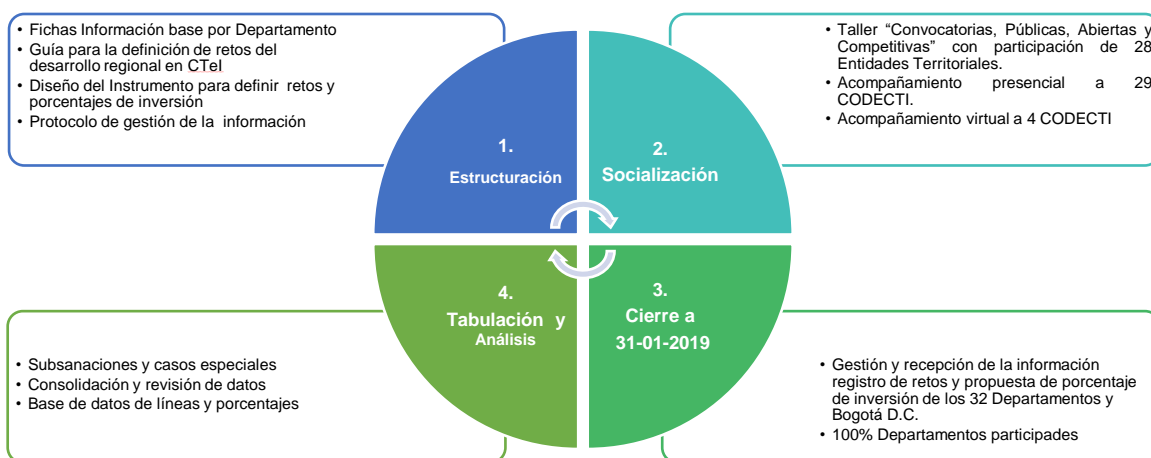 • Fichas Información base por Departamento
• Guía para la definición de retos del
desarrollo regional en CTeI
• Diseño del Instrumento para definir retos y
porcentajes de inversión
• Protocolo de gestión de la información
• Taller “Convocatorias, Públicas, Abiertas y
Competitivas” con participación de 28
Entidades Territoriales.
• Acompañamiento presencial a 29
CODECTI.
• Acompañamiento virtual a 4 CODECTI
1.
Estructuración
2.
Socialización
4.
Tabulación y
Análisis
3.
Cierre a
31-01-2019
• Subsanaciones y casos especiales
• Consolidación y revisión de datos
• Base de datos de líneas y porcentajes
• Gestión y recepción de la información
registro de retos y propuesta de porcentaje
de inversión de los 32 Departamentos y
Bogotá D.C.
• 100% Departamentos participades